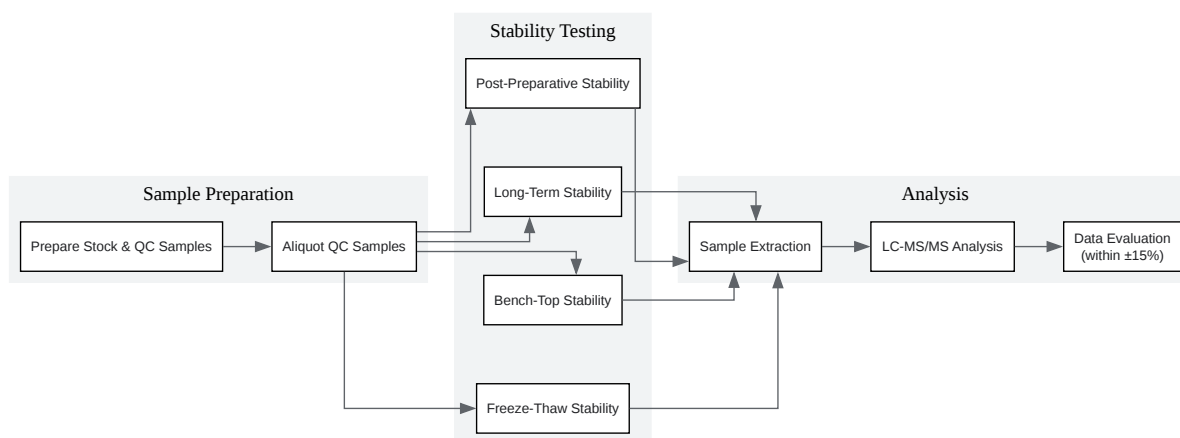 Stability Testing
Post-Preparative Stability
Long-Term Stability
Bench-Top Stability
Freeze-Thaw Stability
Sample Preparation
Prepare Stock & QC Samples
Aliquot QC Samples
Analysis
Sample Extraction
LC-MS/MS Analysis
Data Evaluation
(within ±15%)